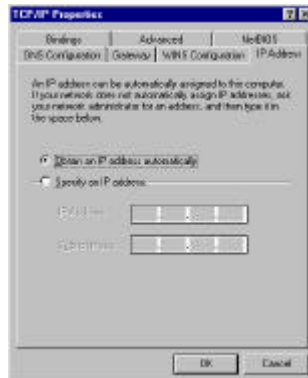 TCP/IP Properties
? ×
Bindings Advanced NetBIOS
DNS Configuration Gateway WINS Configuration IP Address
An IP address can be automatically assigned to this computer.
If your network does not automatically assign IP addresses, ask
your network administrator for an address, and then type it in
the space below.
Obtain an IP address automatically
Specify an IP address:
IP Address:
Subnet Mask:
OK Cancel